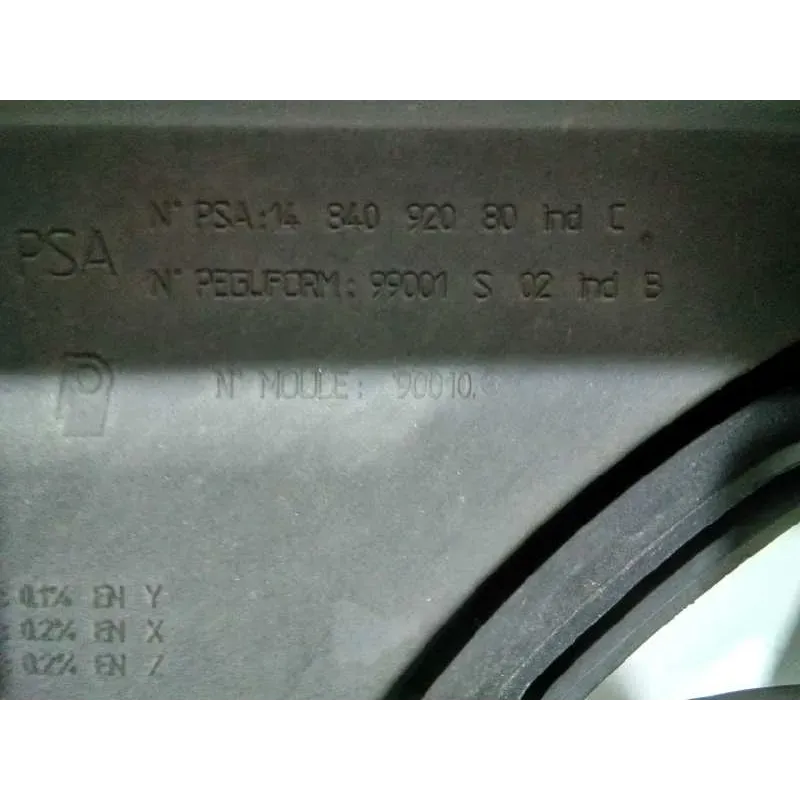 N° PSA:14 840 920 80 ind C
PSA
N° PEGUFORM: 99001 S 02 ind B
N° MOULE: 90010.
0.1% EN Y
0.2% EN X
0.2% EN Z